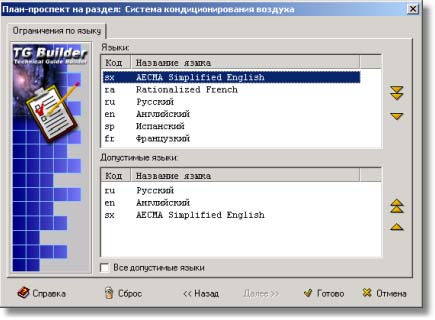 План-проспект на раздел: Система кондиционирования воздуха
Ограничения по языку
TG Builder
Technical Guide Builder
Языки:
Код Название языка
sx AECMA Simplified English
ra Rationalized French
ru Русский
en Английский
sp Испанский
fr Французкий
Допустимые языки:
Код Название языка
ru Русский
en Английский
sx AECMA Simplified English
Все допустимые языки
Справка Сброс << Назад Далее >> Готово Отмена